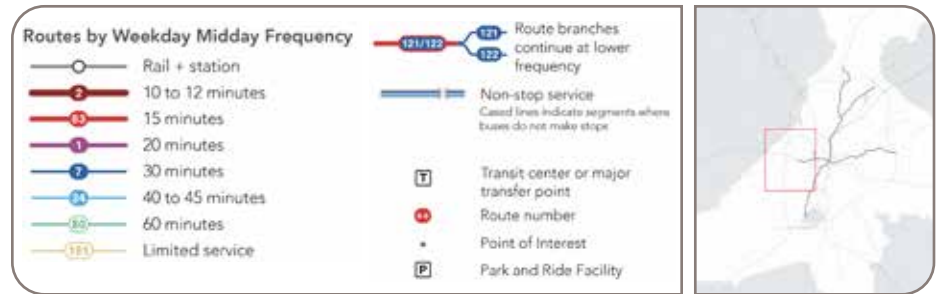 Routes by Weekday Midday Frequency
Rail + station
2 10 to 12 minutes
63 15 minutes
1 20 minutes
7 30 minutes
40 to 45 minutes
60 minutes
Limited service
121/122
121
122
Route branches
continue at lower
frequency
Non-stop service
Cased lines indicate segments where
buses do not make stops
T Transit center or major
transfer point
Route number
Point of Interest
P Park and Ride Facility